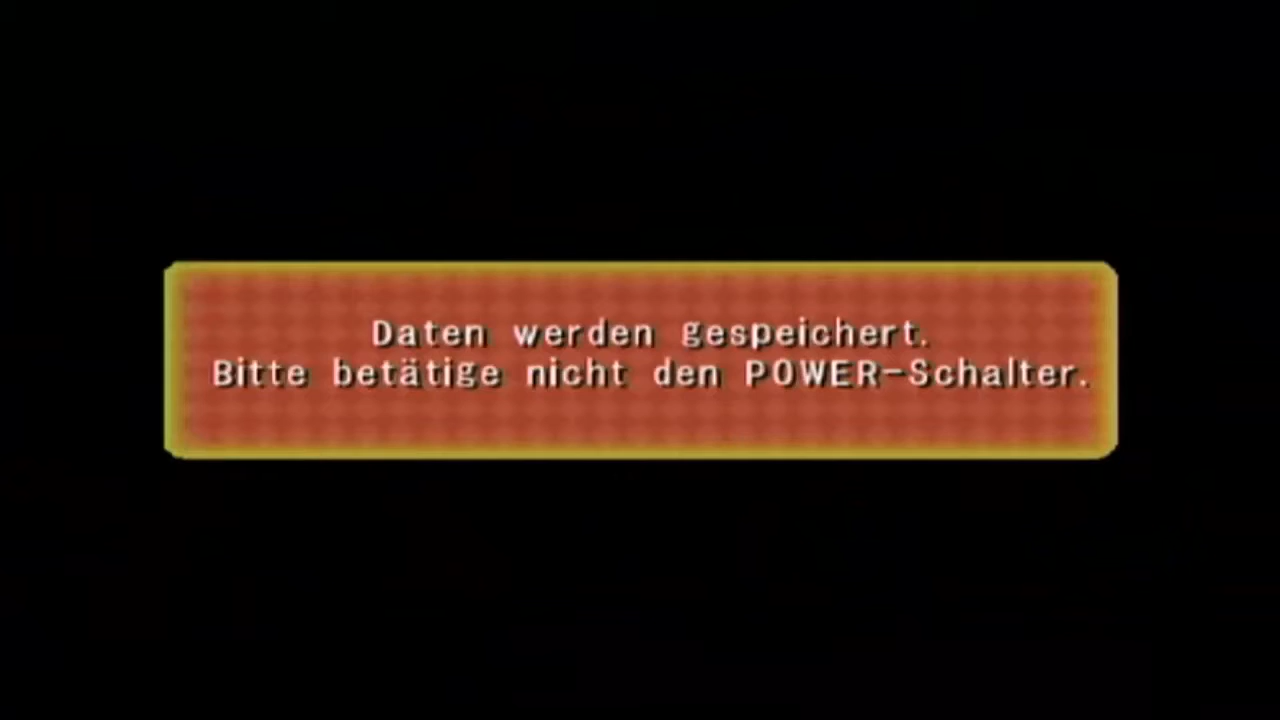 Daten werden gespeichert.
Bitte betätige nicht den POWER-Schalter.